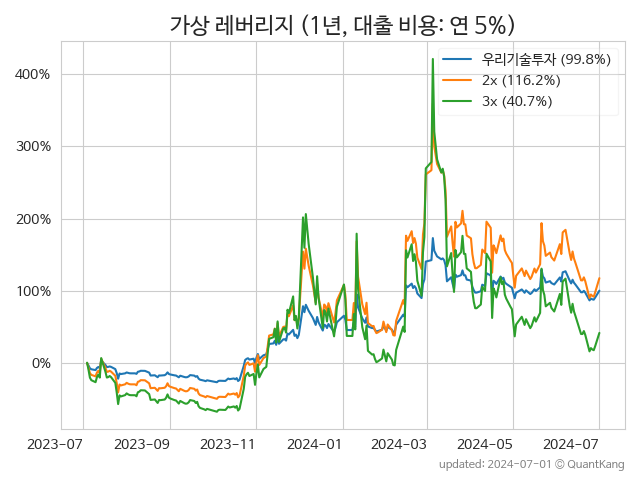 가상 레버리지 (1년, 대출 비용: 연 5%)
우리기술투자 (99.8%)
2x (116.2%)
3x (40.7%)
400%
300%
200%
100%
0%
2023-07 2023-09 2023-11 2024-01 2024-03 2024-05 2024-07
updated: 2024-07-01 © QuantKang